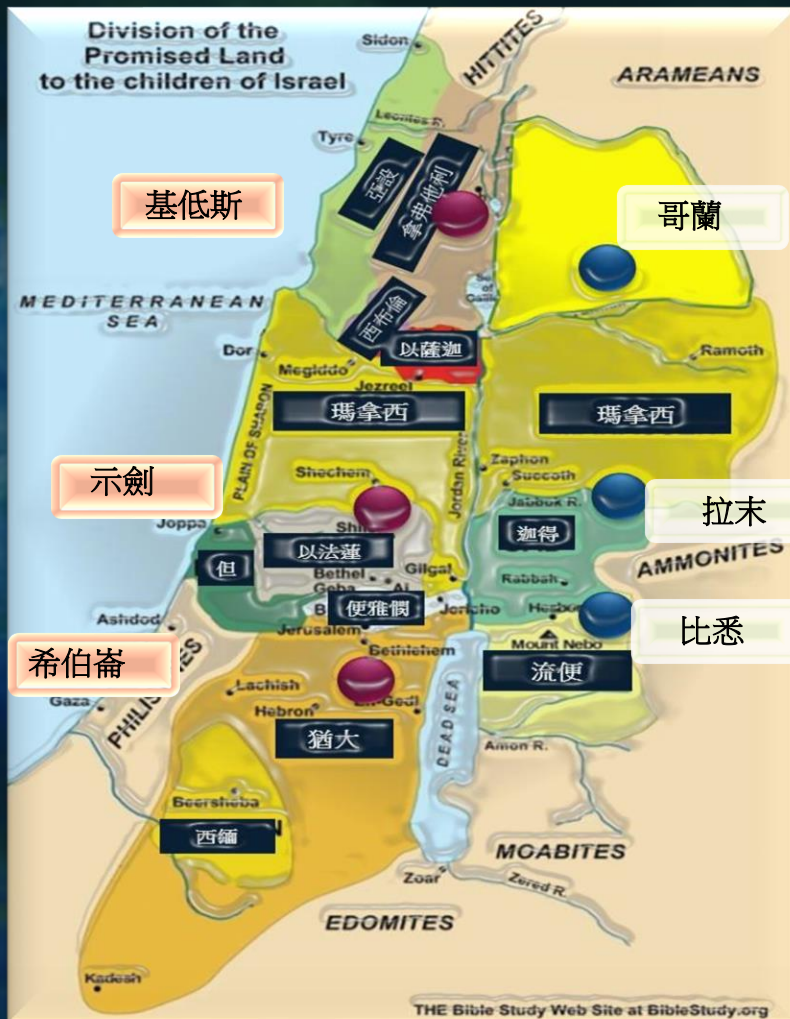 Division of the
Promised Land
to the children of Israel
Sidon
HITTITES
ARAMEANS
Leontes R.
Tyre
亞設
拿弗他利
基低斯
哥蘭
MEDITERRANEAN
SEA
西布倫
以薩迦
Dor
Megiddo
Jezreel
Ramoth
瑪拿西
瑪拿西
PLAIN OF SHARON
Jordan River
示劍
Shechem
Zaphon
Succoth
Jabbok R.
拉末
Joppa
迦得
以法蓮
但
AMMONITES
Bethel
Gilgal
Rabbah
便雅憫
Jericho
Ashdod
Jerusalem
Mount Nebo
比悉
Bethlehem
希伯崙
流便
Lachish
Gaza
Hebron
猶大
DEAD SEA
Arnon R.
Beersheba
西緬
MOABITES
Zoar
Zered R.
EDOMITES
Kadesh
THE Bible Study Web Site at BibleStudy.org